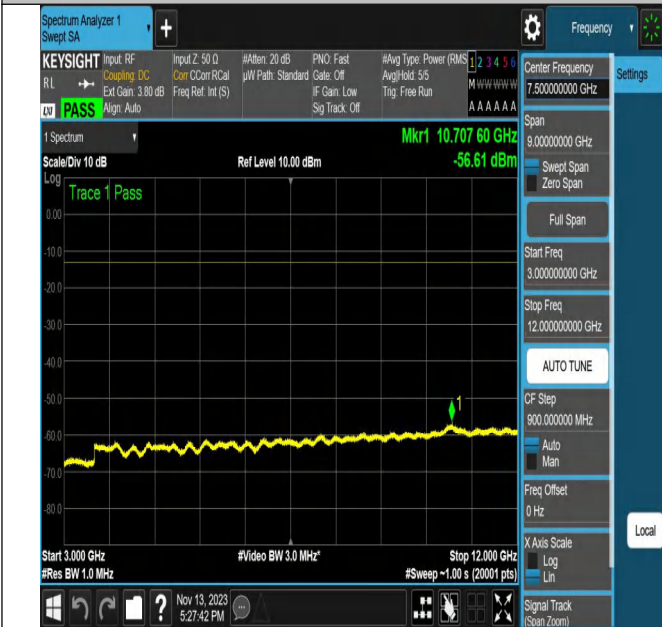 Spectrum Analyzer 1
Swept SA
+
Frequency
KEYSIGHT
RL
LXI PASS
Input: RF
Coupling: DC
Ext Gain: 3.80 dB
Align: Auto
Input Z: 50 Ω
Corr CCorr RCal
Freq Ref: Int (S)
#Atten: 20 dB
µW Path: Standard
PNO: Fast
Gate: Off
IF Gain: Low
Sig Track: Off
#Avg Type: Power (RMS
Avg|Hold: 5/5
Trig: Free Run
1 2 3 4 5 6
M W W W W W
A A A A A A
Center Frequency
7.500000000 GHz
Settings
Span
9.00000000 GHz
Swept Span
Zero Span
Full Span
Start Freq
3.000000000 GHz
Stop Freq
12.000000000 GHz
AUTO TUNE
CF Step
900.000000 MHz
Auto
Man
Freq Offset
0 Hz
X Axis Scale
Log
Lin
Signal Track
(Span Zoom)
Local
1 Spectrum
Scale/Div 10 dB
Ref Level 10.00 dBm
Mkr1 10.707 60 GHz
-56.61 dBm
Log
Trace 1 Pass
0.00
-10.0
-20.0
-30.0
-40.0
-50.0
-60.0
-70.0
-80.0
1
Start 3.000 GHz
#Res BW 1.0 MHz
#Video BW 3.0 MHz*
Stop 12.000 GHz
#Sweep ~1.00 s (20001 pts)
?
Nov 13, 2023
5:27:42 PM